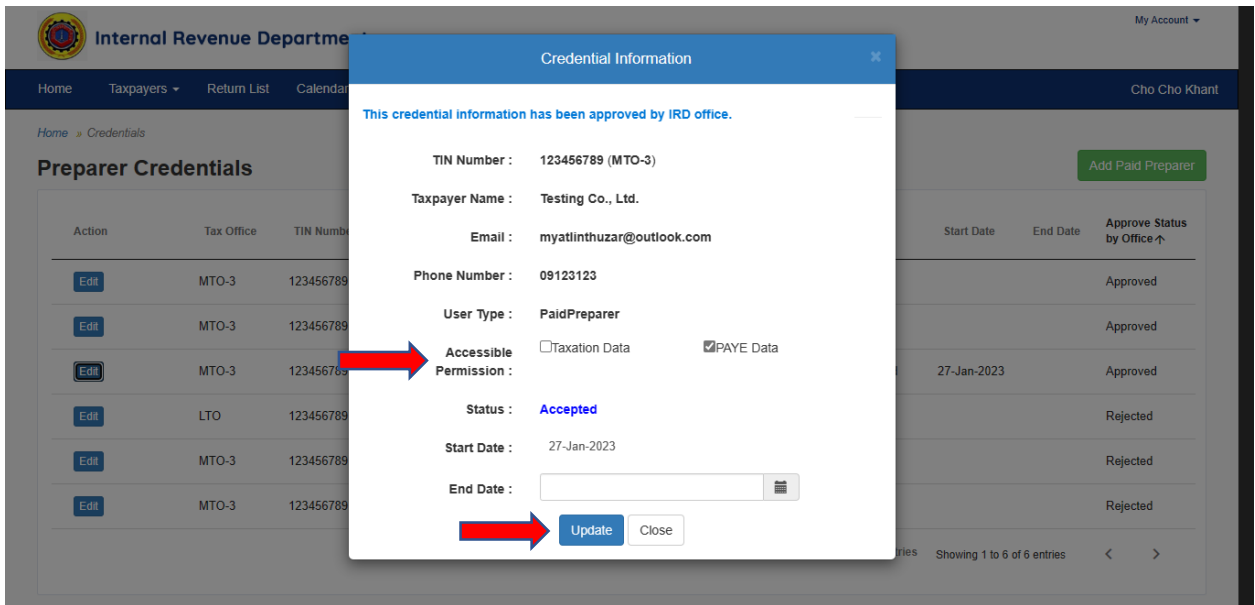 My Account
Internal Revenue Departme
Credential Information
×
Home Taxpayers Return List Calendar Cho Cho Khant
This credential information has been approved by IRD office.
Home » Credentials
Preparer Credentials
Add Paid Preparer
TIN Number : 123456789 (MTO-3)
Taxpayer Name : Testing Co., Ltd.
Email : myatlinthuzar@outlook.com
Phone Number : 09123123
User Type : PaidPreparer
Accessible Permission : Taxation Data PAYE Data
Status : Accepted
Start Date : 27-Jan-2023
End Date :
Update Close
Action Tax Office TIN Numbe Start Date End Date Approve Status by Office
Edit MTO-3 123456789 Approved
Edit MTO-3 123456789 Approved
Edit MTO-3 123456789 27-Jan-2023 Approved
Edit LTO 123456789 Rejected
Edit MTO-3 123456789 Rejected
Edit MTO-3 123456789 Rejected
tries Showing 1 to 6 of 6 entries